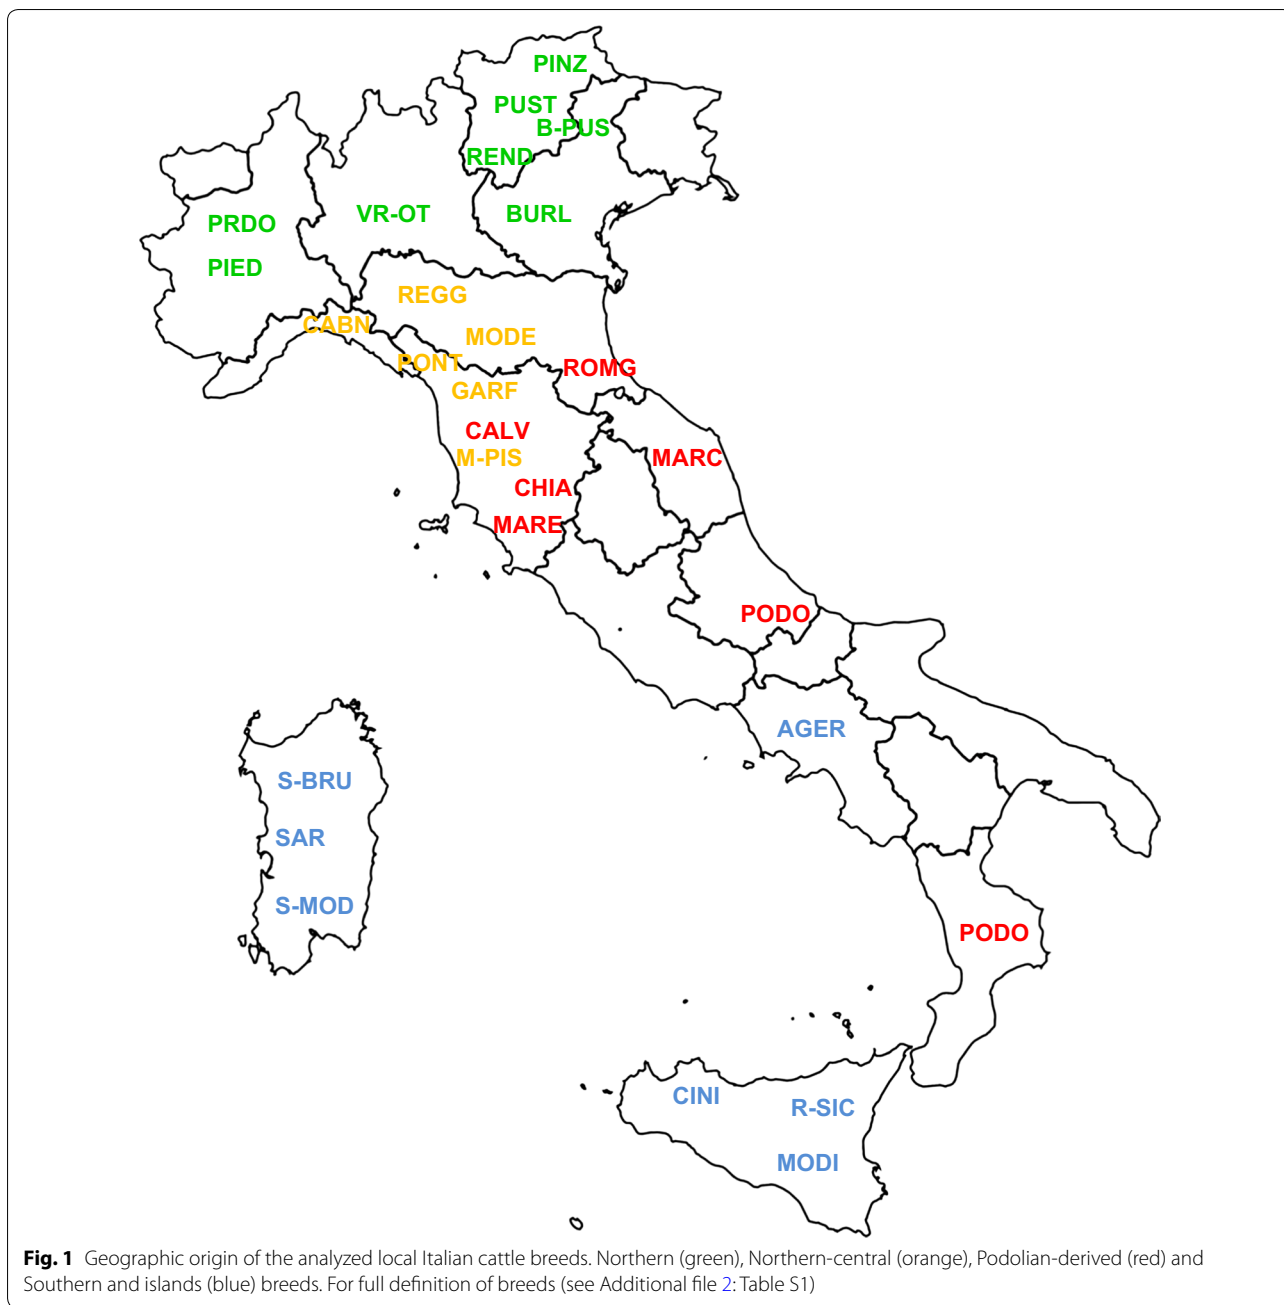 PINZ
PUST
B-PUS
REND
PRDO
VR-OT
BURL
PIED
REGG
CABN
MODE
PONT
ROMG
GARF
CALV
M-PIS
MARC
CHIA
MARE
PODO
AGER
S-BRU
SAR
S-MOD
PODO
CINI
R-SIC
MODI
Fig. 1 Geographic origin of the analyzed local Italian cattle breeds. Northern (green), Northern-central (orange), Podolian-derived (red) and
Southern and islands (blue) breeds. For full definition of breeds (see Additional file 2: Table S1)